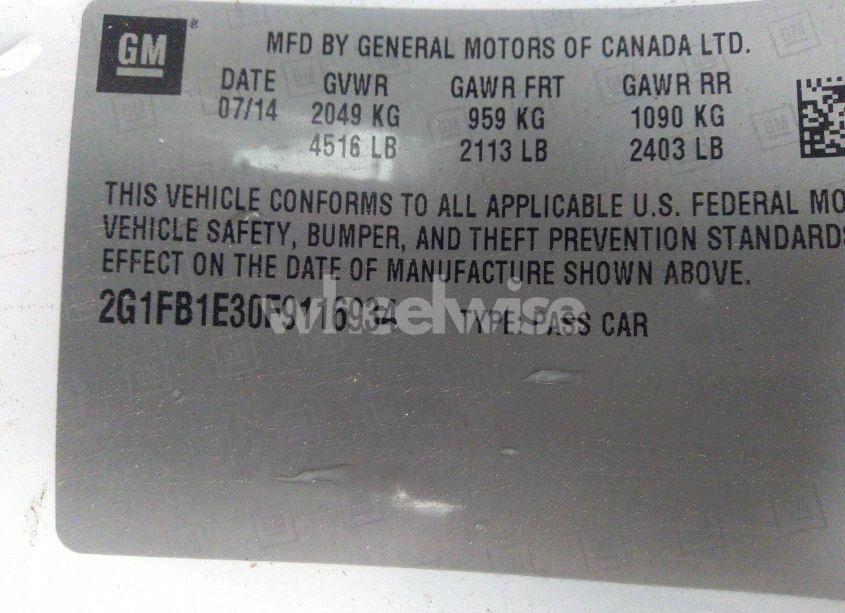 GM
MFD BY GENERAL MOTORS OF CANADA LTD.
DATE GVWR GAWR FRT GAWR RR
07/14 2049 KG 959 KG 1090 KG
4516 LB 2113 LB 2403 LB
THIS VEHICLE CONFORMS TO ALL APPLICABLE U.S. FEDERAL MO
VEHICLE SAFETY, BUMPER, AND THEFT PREVENTION STANDARDS
EFFECT ON THE DATE OF MANUFACTURE SHOWN ABOVE.
2G1FB1E30F9116934 TYPE: PASS CAR
wheelwise